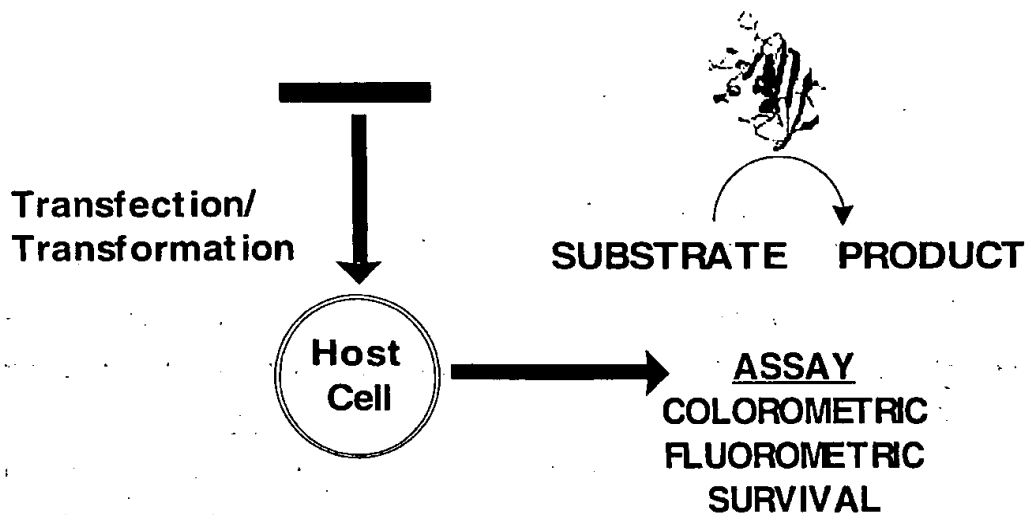 Transfection/
Transformation
SUBSTRATE PRODUCT
Host
Cell
ASSAY
COLOROMETRIC
FLUOROMETRIC
SURVIVAL